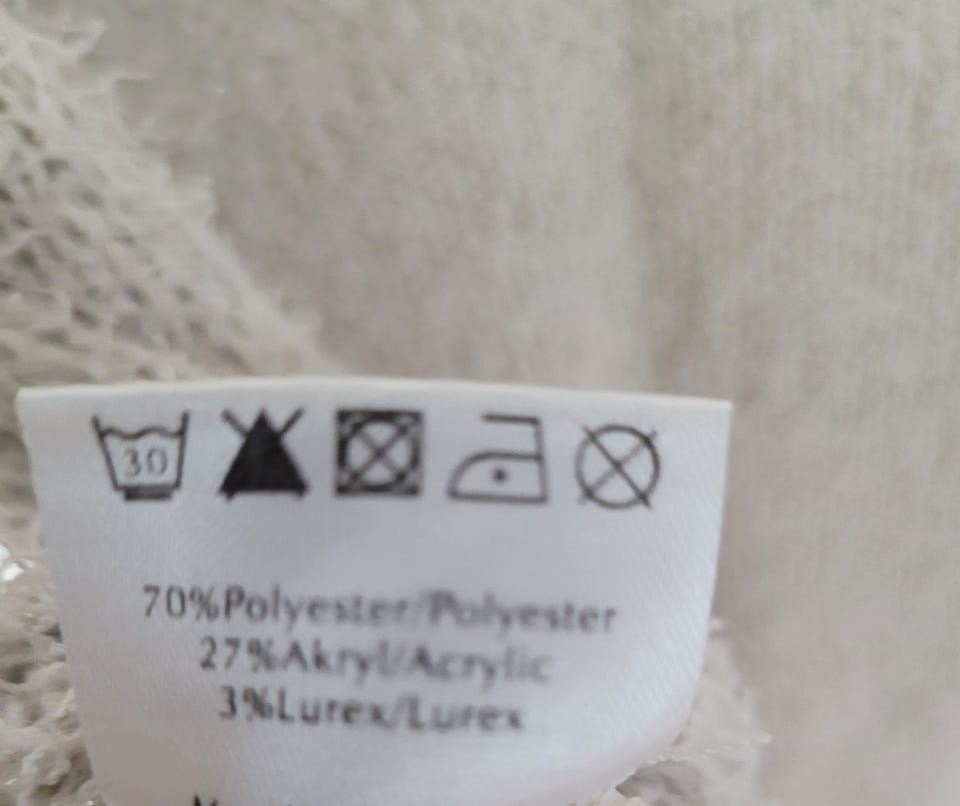 30
70%Polyester/Polyester
27%Akryl/Acrylic
3%Lurex/Lurex